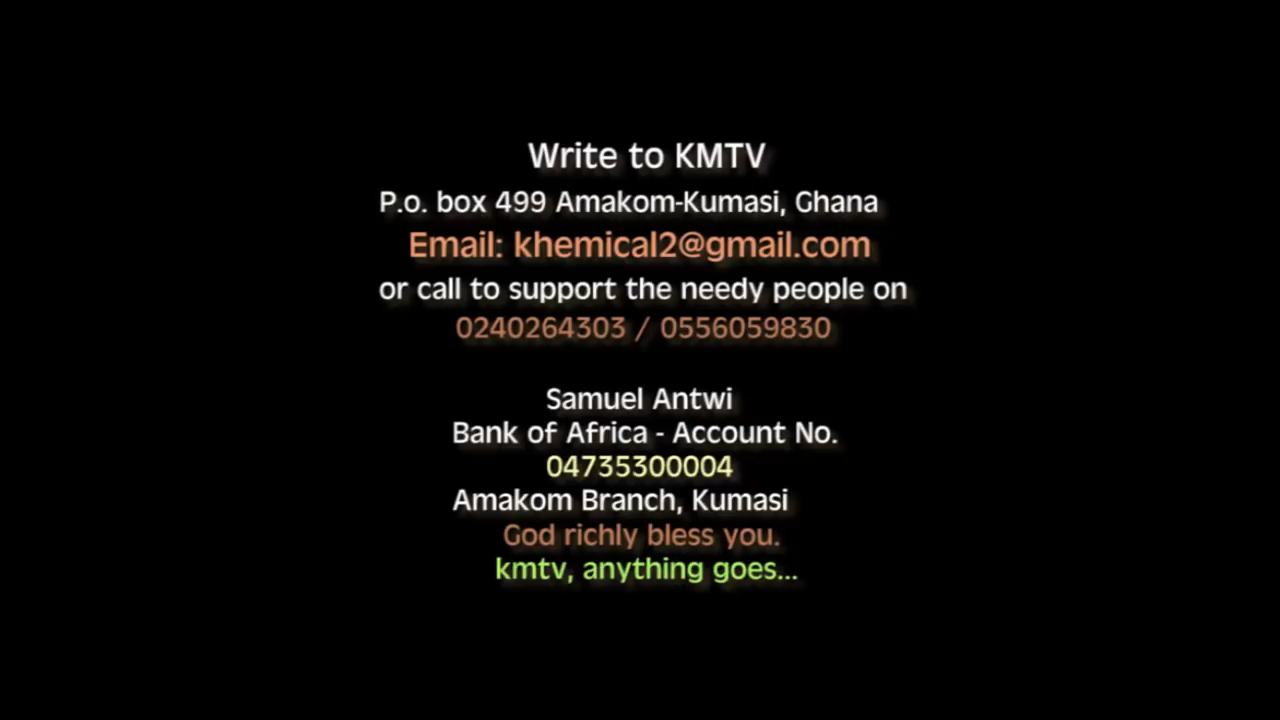 Write to KMTV
P.o. box 499 Amakom-Kumasi, Ghana
Email: khemical2@gmail.com
or call to support the needy people on
0240264303 / 0556059830
Samuel Antwi
Bank of Africa - Account No.
04735300004
Amakom Branch, Kumasi
God richly bless you.
kmtv, anything goes...